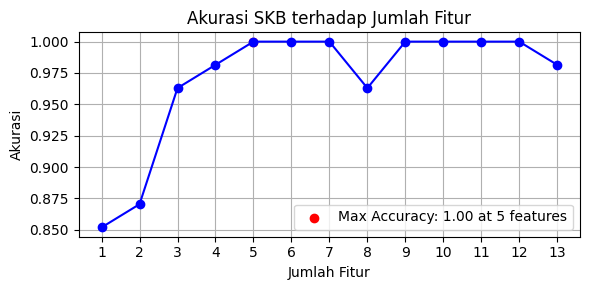 Akurasi SKB terhadap Jumlah Fitur
Akurasi
1.000
0.975
0.950
0.925
0.900
0.875
0.850
Max Accuracy: 1.00 at 5 features
1 2 3 4 5 6 7 8 9 10 11 12 13
Jumlah Fitur